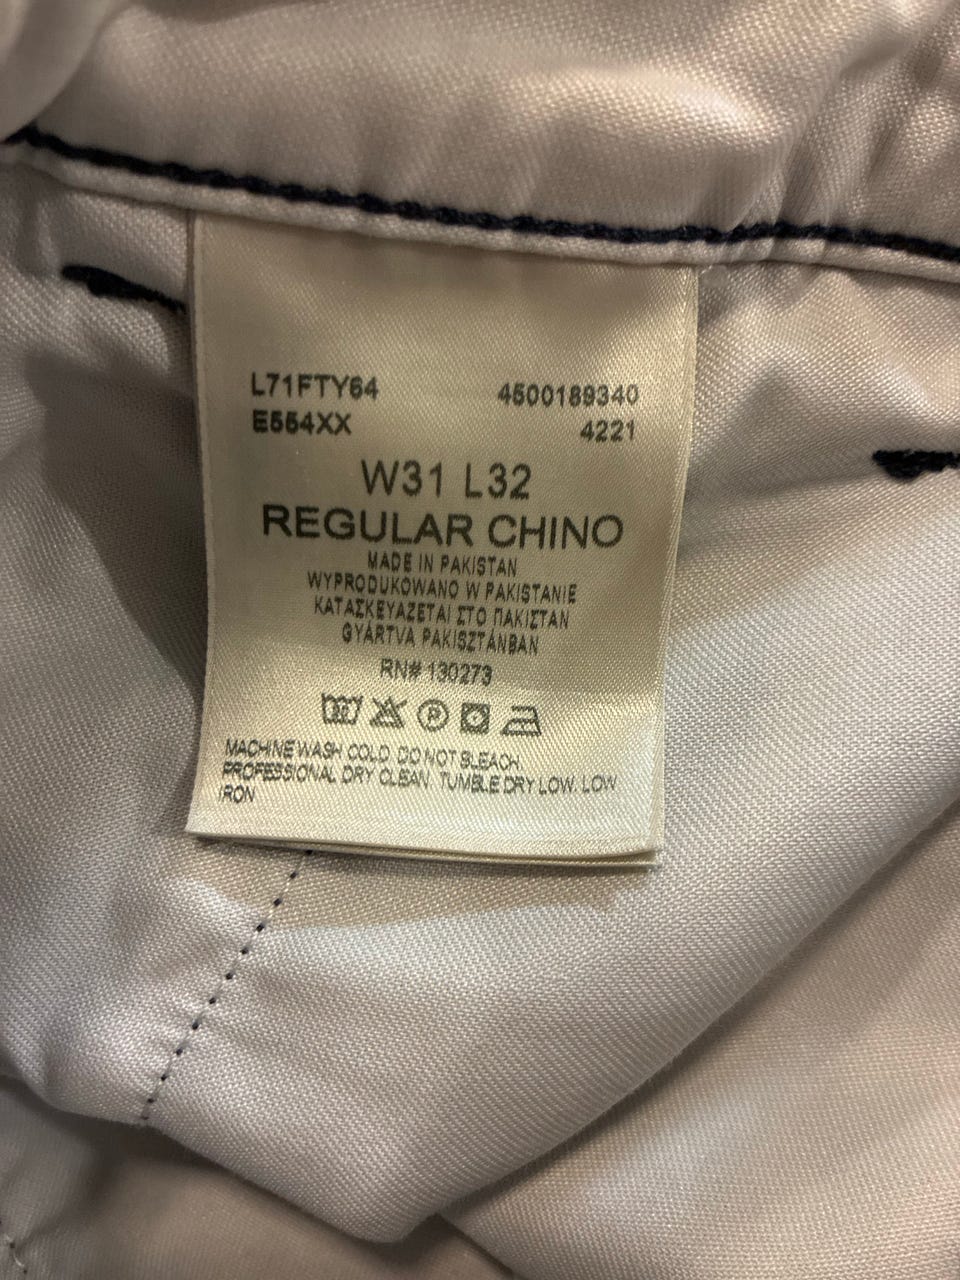 L71FTY64 4500189340
E554XX 4221
W31 L32
REGULAR CHINO
MADE IN PAKISTAN
WYPRODUKOWANO W PAKISTANIE
ΚΑΤΑΣΚΕΥΑΖΕΤΑΙ ΣΤΟ ΠΑΚΙΣΤΑΝ
GYÁRTVA PAKISZTÁNBAN
RN# 130273
30 P
MACHINE WASH COLD. DO NOT BLEACH.
PROFESSIONAL DRY CLEAN. TUMBLE DRY LOW. LOW
IRON